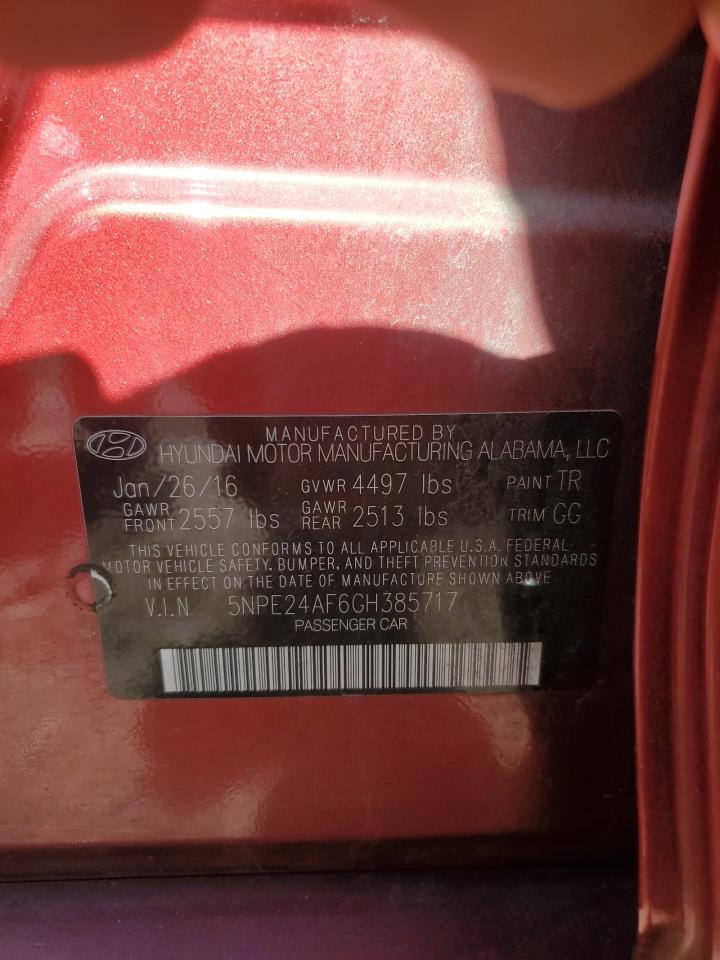 MANUFACTURED BY
HYUNDAI MOTOR MANUFACTURING ALABAMA, LLC
Jan/26/16 GVWR 4497 lbs PAINT TR
GAWR FRONT 2557 lbs GAWR REAR 2513 lbs TRIM GG
THIS VEHICLE CONFORMS TO ALL APPLICABLE U.S.A. FEDERAL
MOTOR VEHICLE SAFETY, BUMPER, AND THEFT PREVENTION STANDARDS
IN EFFECT ON THE DATE OF MANUFACTURE SHOWN ABOVE
V.I.N 5NPE24AF6GH385717
PASSENGER CAR